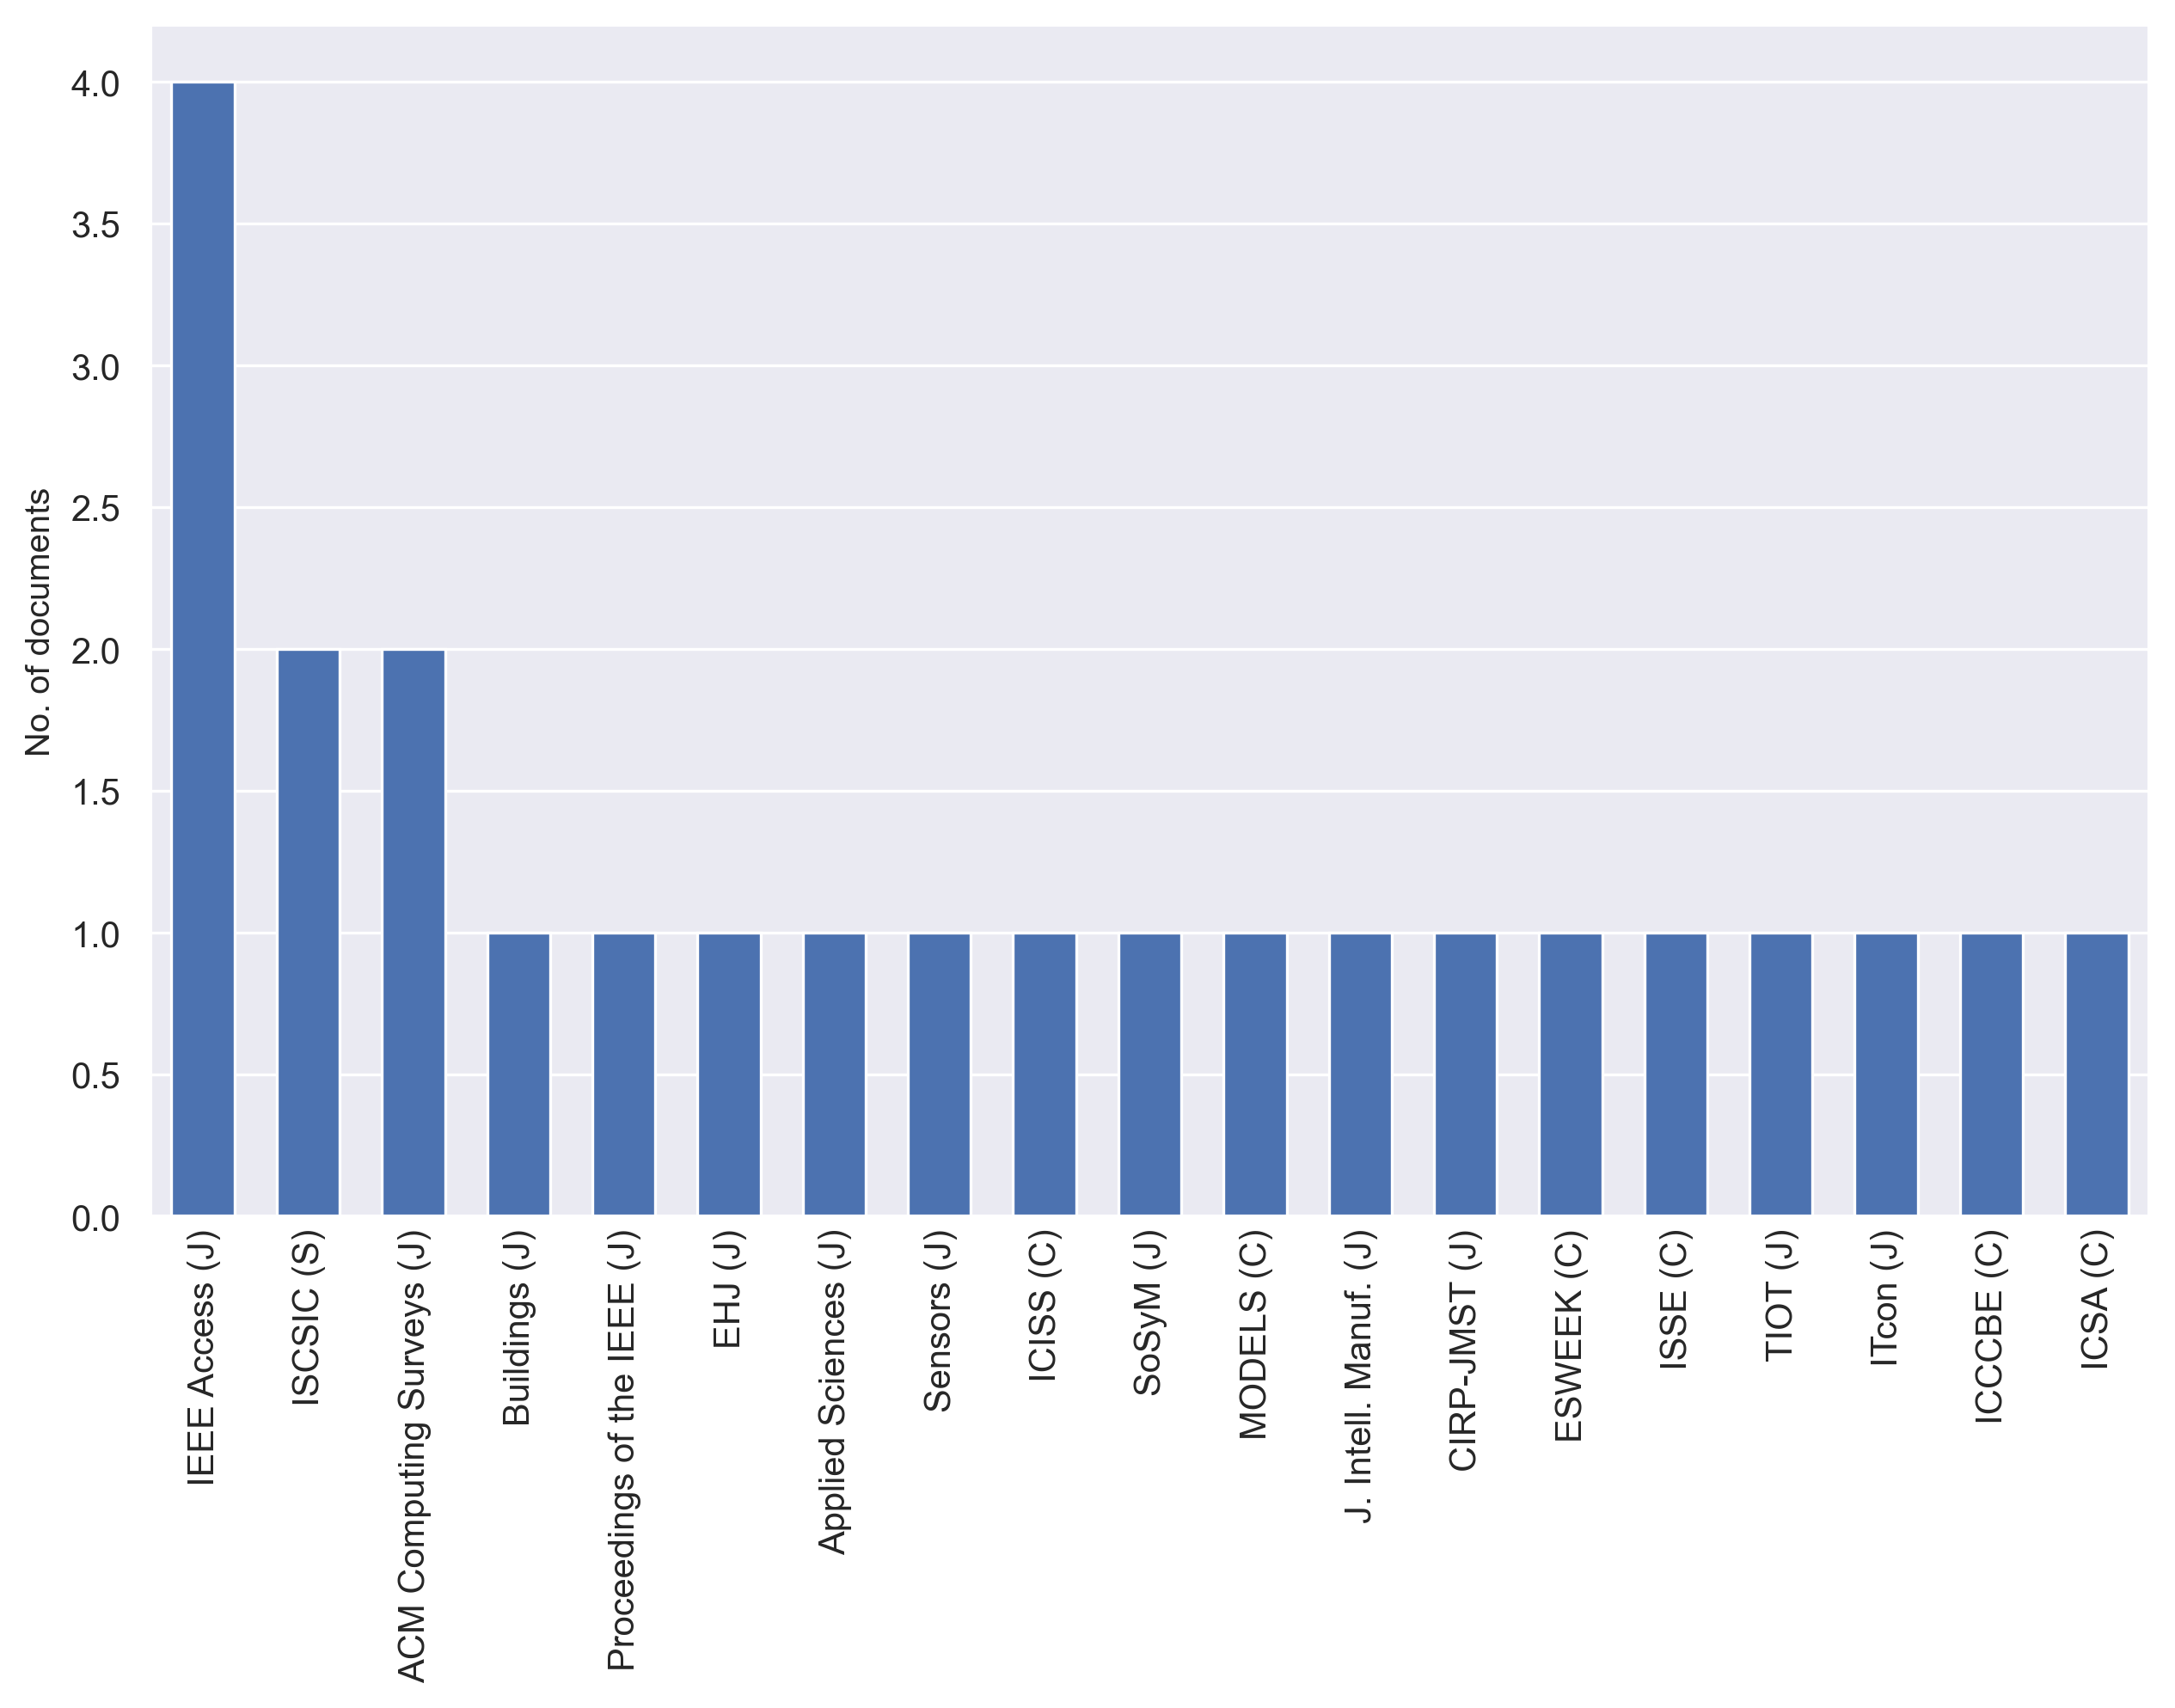 No. of documents
4.0
3.5
3.0
2.5
2.0
1.5
1.0
0.5
0.0
IEEE Access (J)
ISCSIC (S)
ACM Computing Surveys (J)
Buildings (J)
Proceedings of the IEEE (J)
EHJ (J)
Applied Sciences (J)
Sensors (J)
ICISS (C)
SoSyM (J)
MODELS (C)
J. Intell. Manuf. (J)
CIRP-JMST (J)
ESWEEK (C)
ISSE (C)
TIOT (J)
ITcon (J)
ICCCBE (C)
ICSA (C)